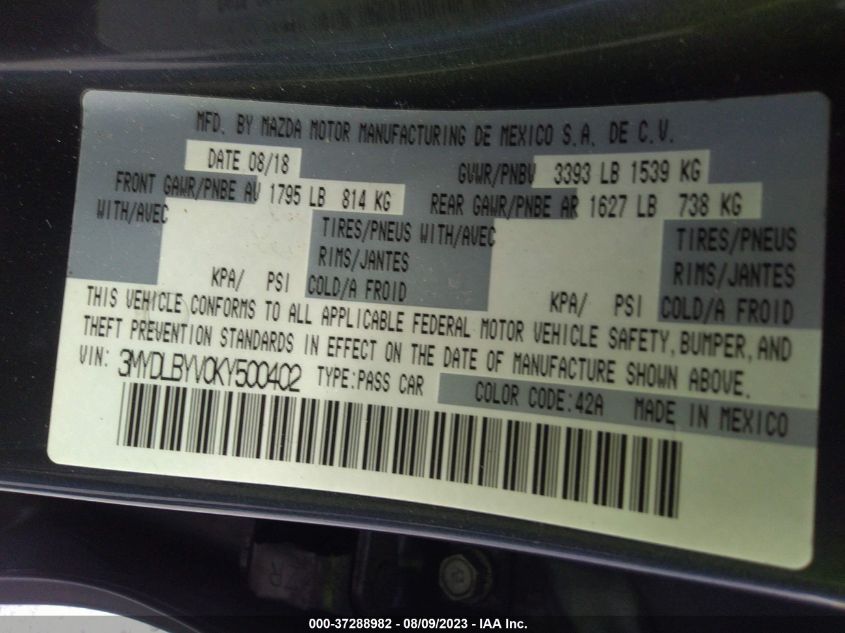 MFD. BY MAZDA MOTOR MANUFACTURING DE MEXICO S.A. DE C.V.
DATE 08/18 GVWR/PNBV 3393 LB 1539 KG
FRONT GAWR/PNBE AV 1795 LB 814 KG REAR GAWR/PNBE AR 1627 LB 738 KG
WITH/AVEC TIRES/PNEUS WITH/AVEC TIRES/PNEUS
RIMS/JANTES RIMS/JANTES
KPA/ PSI COLD/A FROID KPA/ PSI COLD/A FROID
THIS VEHICLE CONFORMS TO ALL APPLICABLE FEDERAL MOTOR VEHICLE SAFETY, BUMPER, AND
THEFT PREVENTION STANDARDS IN EFFECT ON THE DATE OF MANUFACTURE SHOWN ABOVE.
VIN: 3MYDLBYV0KY500402 TYPE:PASS CAR COLOR CODE:42A MADE IN MEXICO
000-37288982 - 08/09/2023 - IAA Inc.